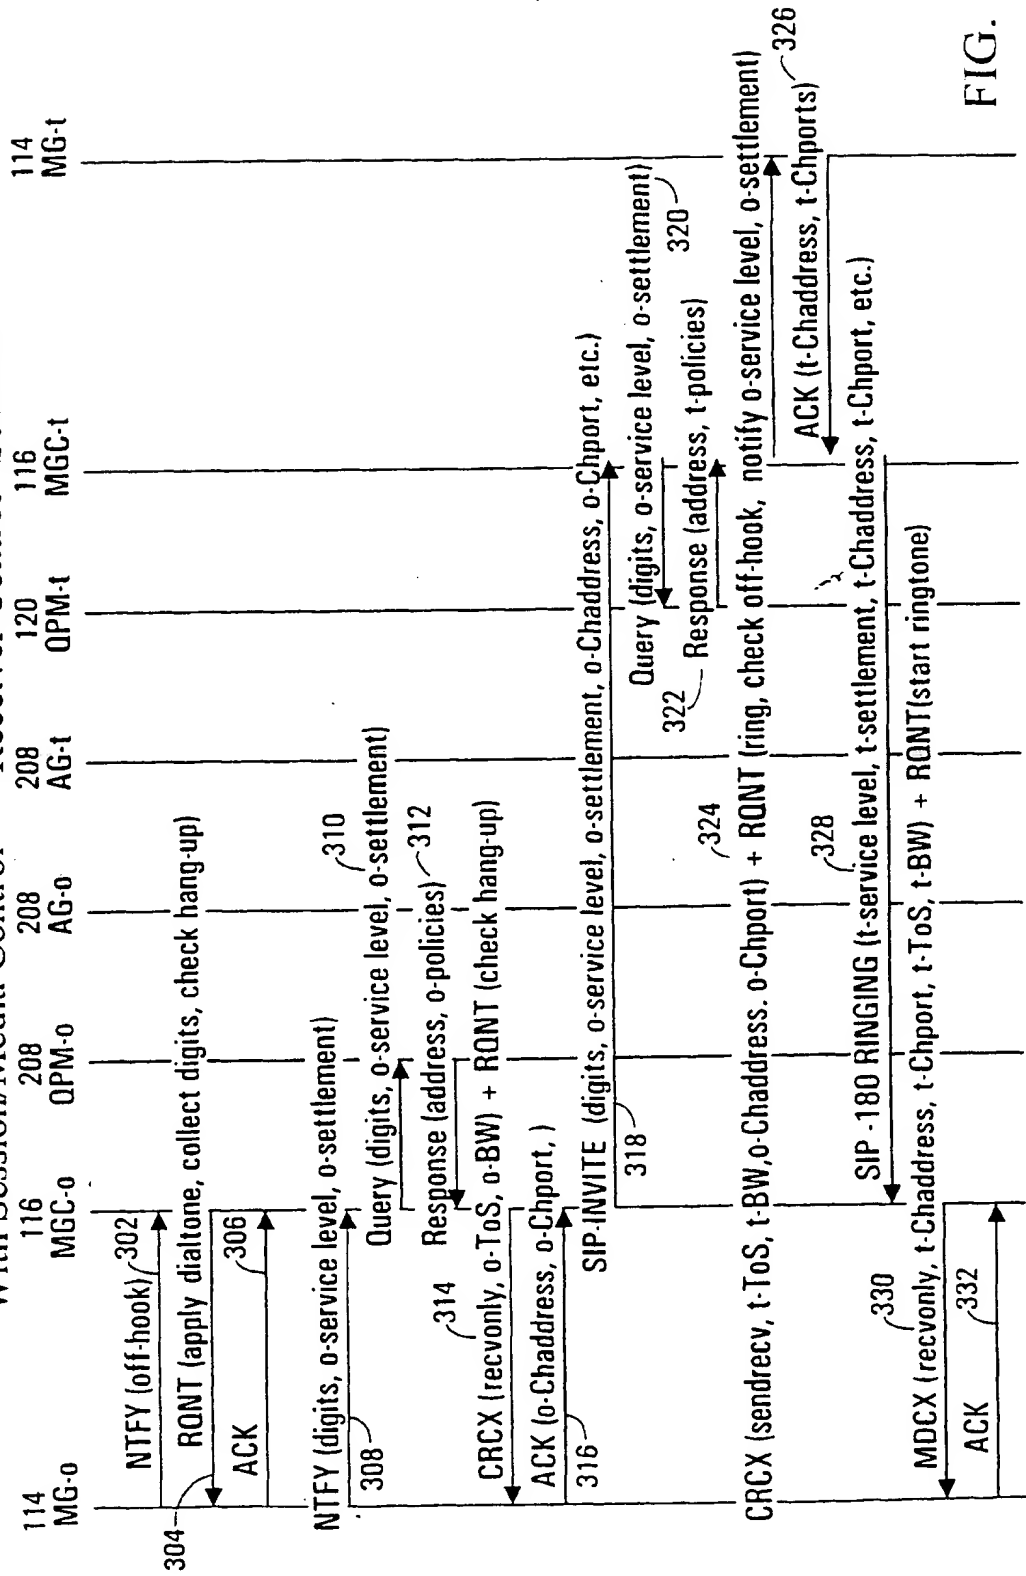 With Session/Media Control
114 116 208 208 208 120 116 114
MG-o MGC-o QPM-o AG-o AG-t QPM-t MGC-t MG-t
NTFY (off-hook) 302
304 RQNT (apply dialtone, collect digits, check hang-up)
ACK 306
NTFY (digits, o-service level, o-settlement)
308
Query (digits, o-service level, o-settlement) 310
Response (address, o-policies) 312
314 CRCX (recvonly, o-ToS, o-BW) + RQNT (check hang-up)
ACK (o-Chaddress, o-Chport, )
316
SIP-INVITE (digits, o-service level, o-settlement, o-Chaddress, o-Chport, etc.)
318
Query (digits, o-service level, o-settlement)
320
322 Response (address, t-policies)
324
CRCX (sendrecv, t-ToS, t-BW,o-Chaddress. o-Chport) + RQNT (ring, check off-hook, notify o-service level, o-settlement)
ACK (t-Chaddress, t-Chports) 326
328
SIP -180 RINGING (t-service level, t-settlement, t-Chaddress, t-Chport, etc.)
330
MDCX (recvonly, t-Chaddress, t-Chport, t-ToS, t-BW) + RQNT(start ringtone)
ACK 332
FIG.